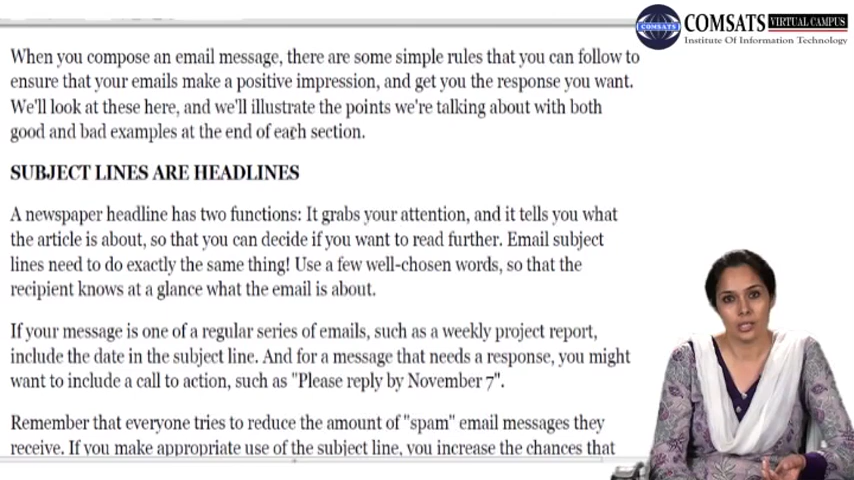 COMSATS VIRTUAL CAMPUS
COMSATS
Institute Of Information Technology
When you compose an email message, there are some simple rules that you can follow to
ensure that your emails make a positive impression, and get you the response you want.
We'll look at these here, and we'll illustrate the points we're talking about with both
good and bad examples at the end of each section.
SUBJECT LINES ARE HEADLINES
A newspaper headline has two functions: It grabs your attention, and it tells you what
the article is about, so that you can decide if you want to read further. Email subject
lines need to do exactly the same thing! Use a few well-chosen words, so that the
recipient knows at a glance what the email is about.
If your message is one of a regular series of emails, such as a weekly project report,
include the date in the subject line. And for a message that needs a response, you might
want to include a call to action, such as "Please reply by November 7".
Remember that everyone tries to reduce the amount of "spam" email messages they
receive. If you make appropriate use of the subject line, you increase the chances that